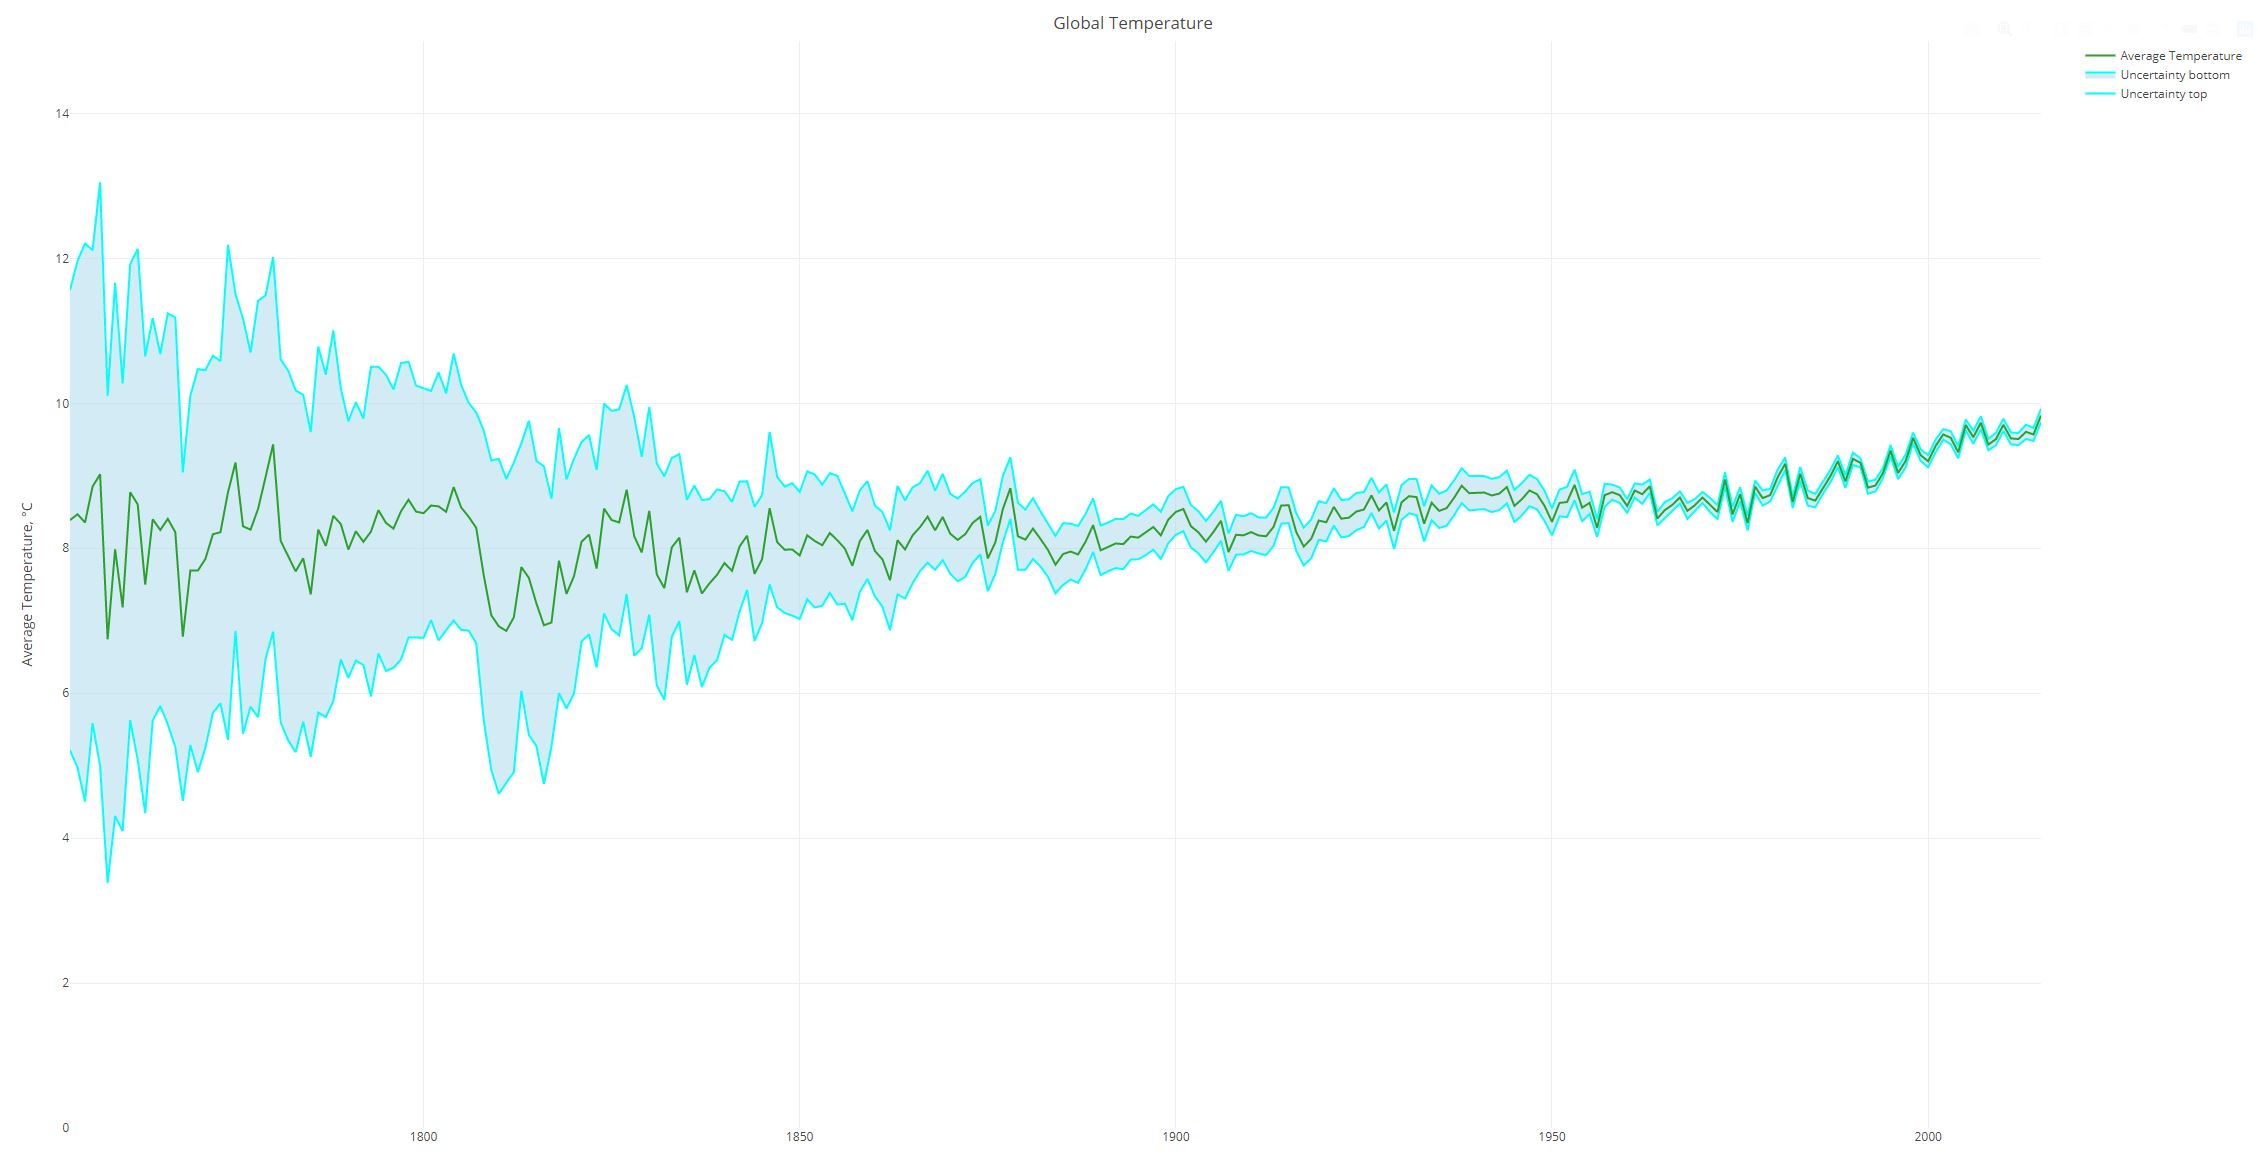 Global Temperature
Average Temperature
Uncertainty bottom
Uncertainty top
Average Temperature, °C
14
12
10
8
6
4
2
0
1800
1850
1900
1950
2000